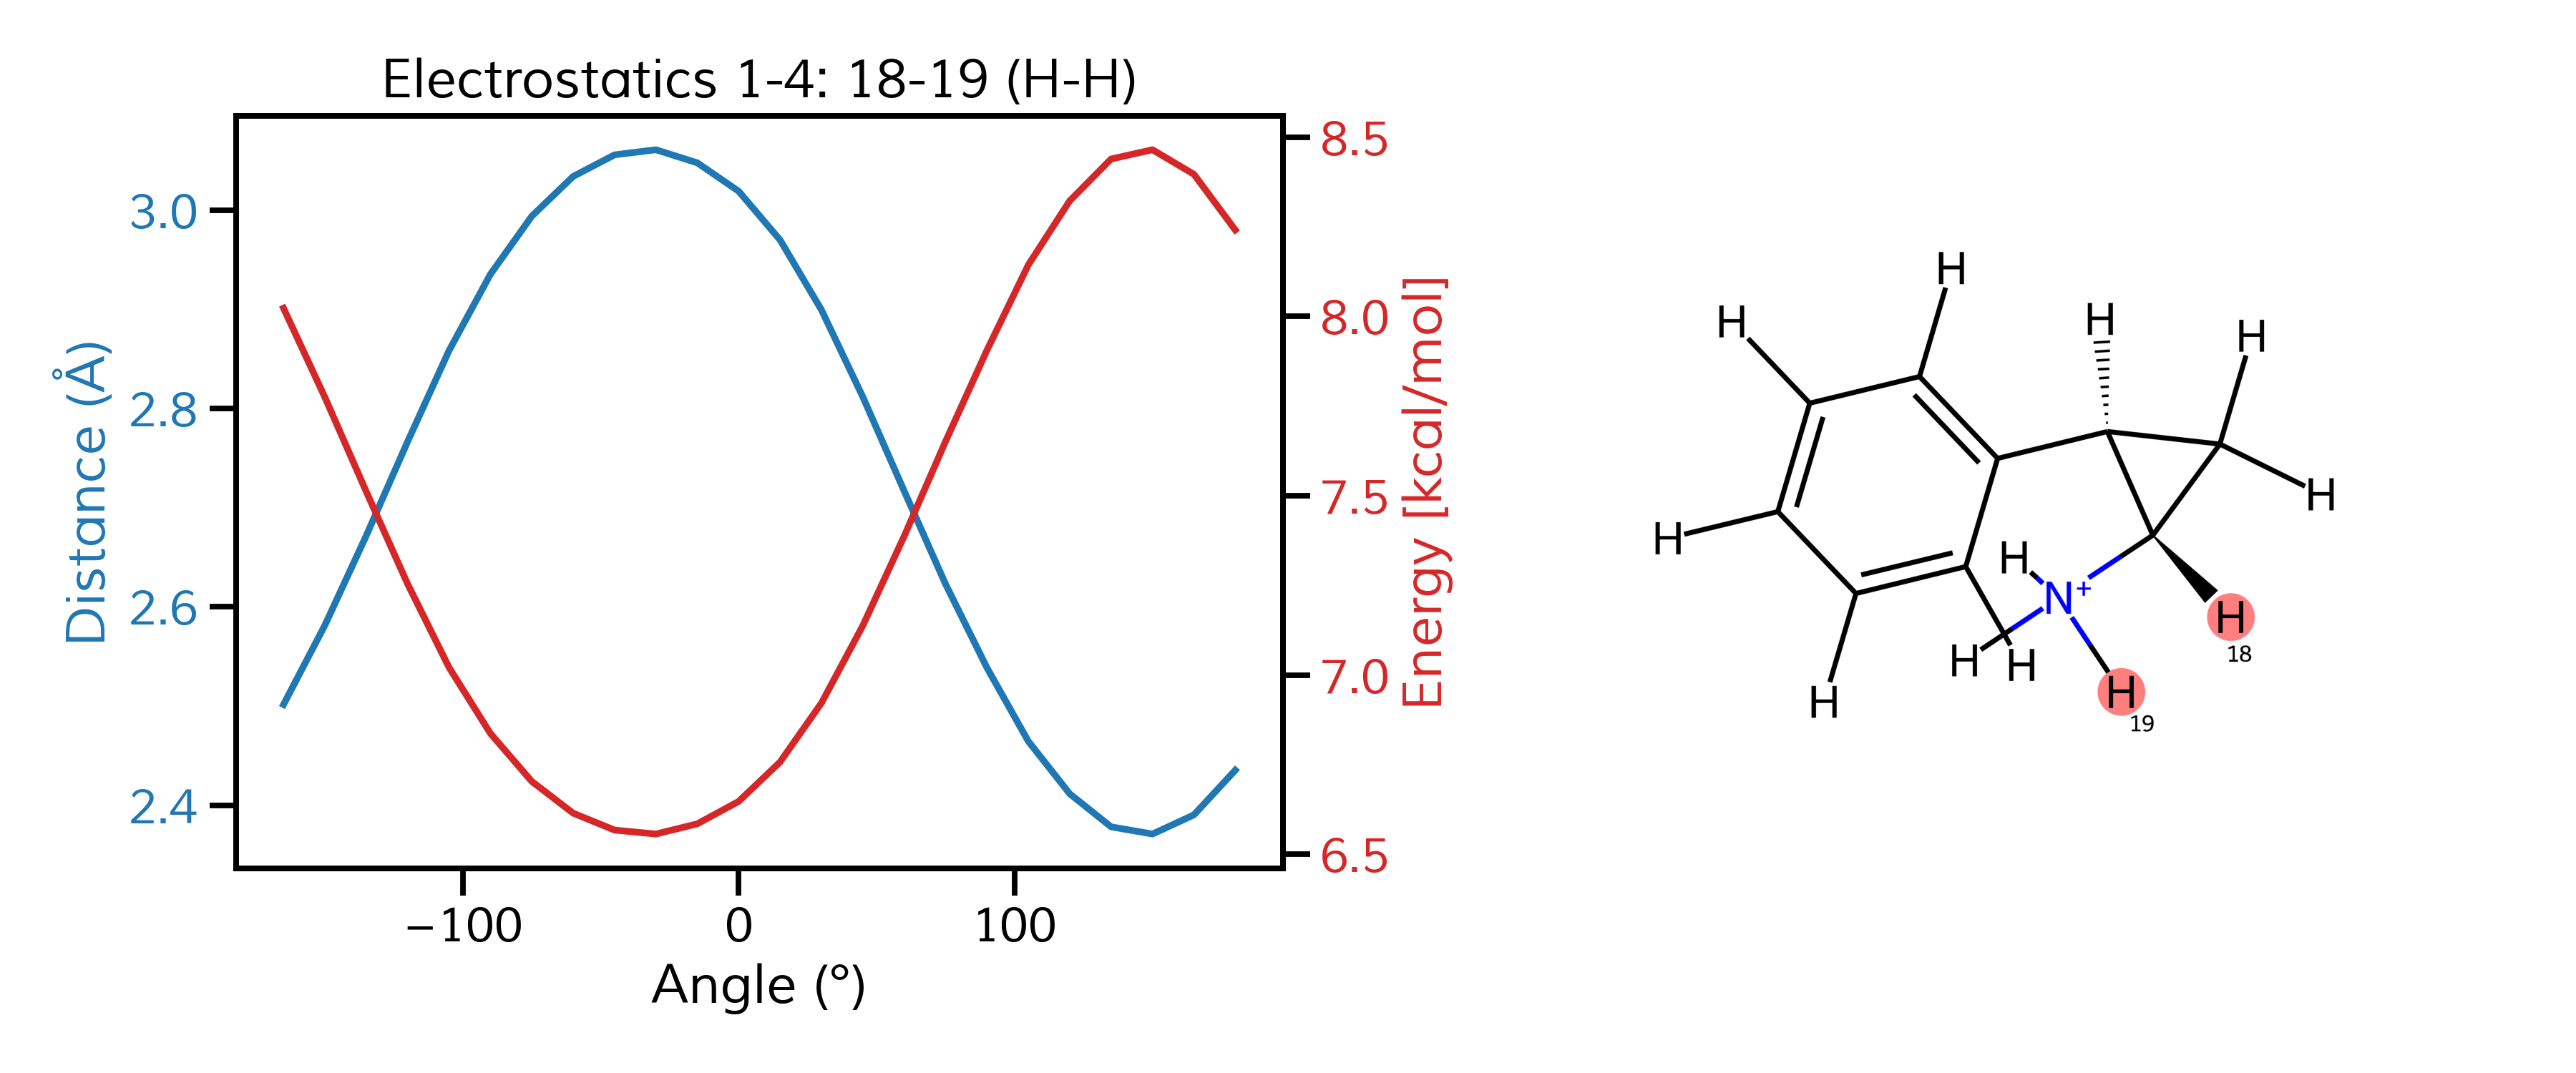 Electrostatics 1-4: 18-19 (H-H)
Distance (Å)
3.0
2.8
2.6
2.4
8.5
8.0
7.5
7.0
6.5
Energy [kcal/mol]
−100 0 100
Angle (°)
H
H
H
H
H
H
H
H
N+
H
18
H
H
H
19
H